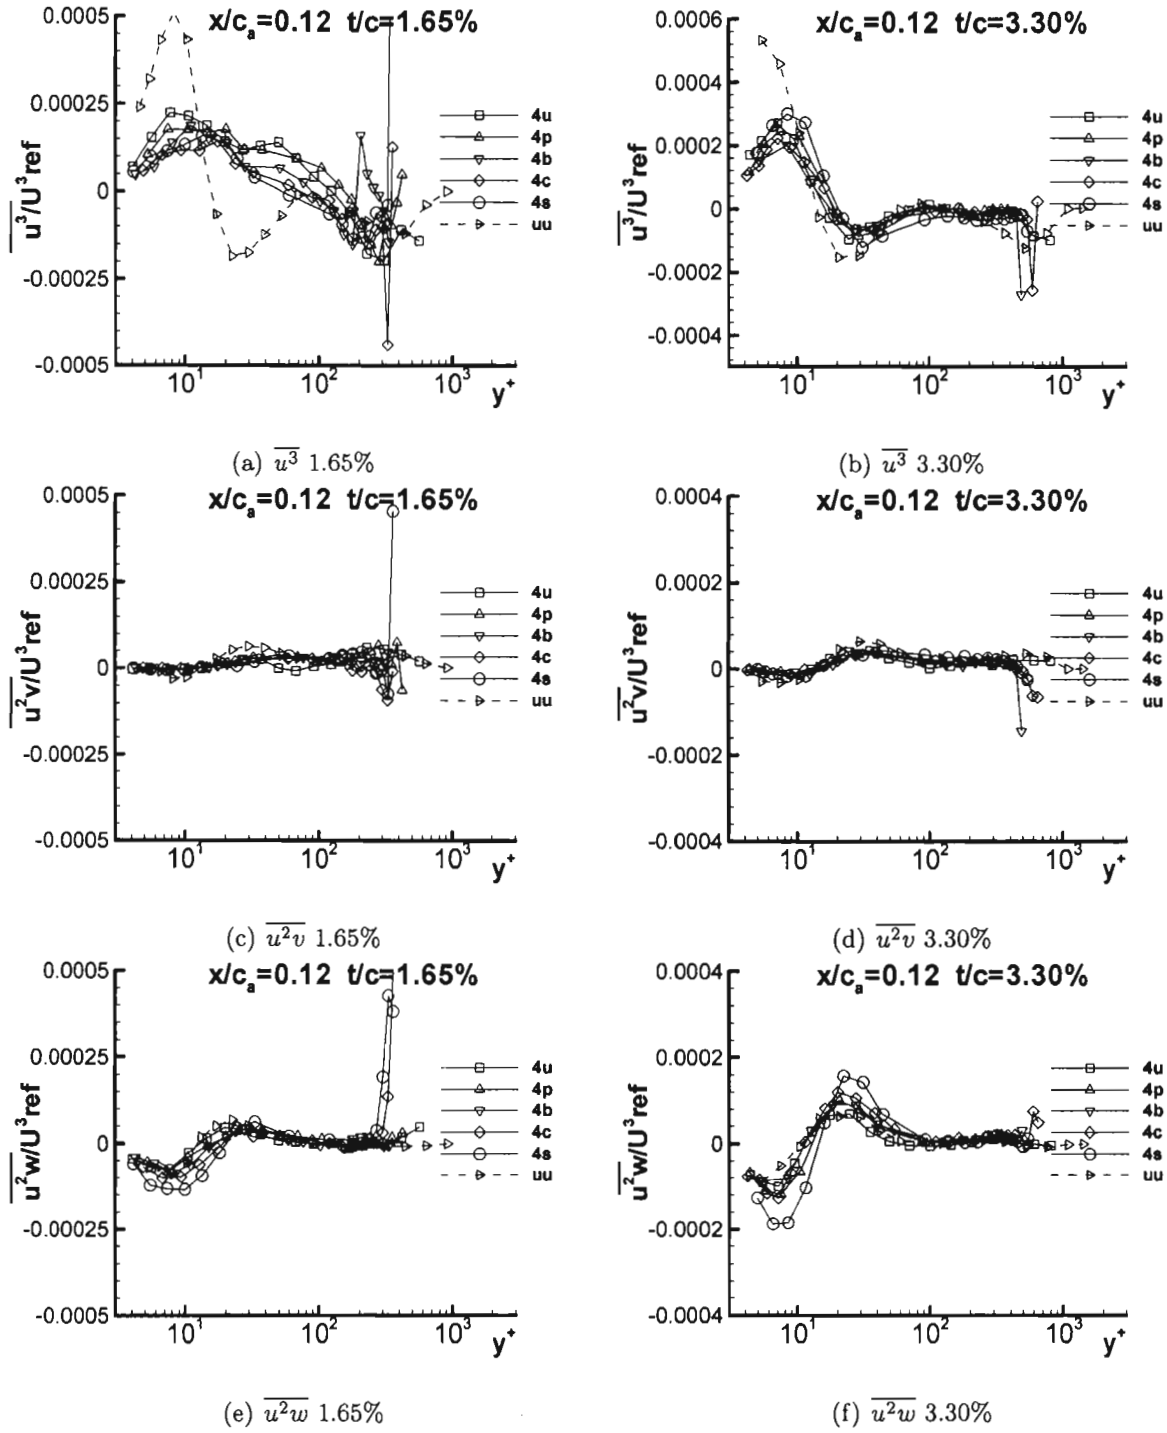 x/cₐ=0.12 t/c=1.65%
0.0005
0.00025
0
-0.00025
-0.0005
u³/U³ref
10¹ 10² 10³ y⁺
4u
4p
4b
4c
4s
uu
(a) u³ 1.65%
x/cₐ=0.12 t/c=3.30%
0.0006
0.0004
0.0002
0
-0.0002
-0.0004
u³/U³ref
10¹ 10² 10³ y⁺
4u
4p
4b
4c
4s
uu
(b) u³ 3.30%
x/cₐ=0.12 t/c=1.65%
0.0005
0.00025
0
-0.00025
-0.0005
u²v/U³ref
10¹ 10² 10³ y⁺
4u
4p
4b
4c
4s
uu
(c) u²v 1.65%
x/cₐ=0.12 t/c=3.30%
0.0004
0.0002
0
-0.0002
-0.0004
u²v/U³ref
10¹ 10² 10³ y⁺
4u
4p
4b
4c
4s
uu
(d) u²v 3.30%
x/cₐ=0.12 t/c=1.65%
0.0005
0.00025
0
-0.00025
-0.0005
u²w/U³ref
10¹ 10² 10³ y⁺
4u
4p
4b
4c
4s
uu
(e) u²w 1.65%
x/cₐ=0.12 t/c=3.30%
0.0004
0.0002
0
-0.0002
-0.0004
u²w/U³ref
10¹ 10² 10³ y⁺
4u
4p
4b
4c
4s
uu
(f) u²w 3.30%